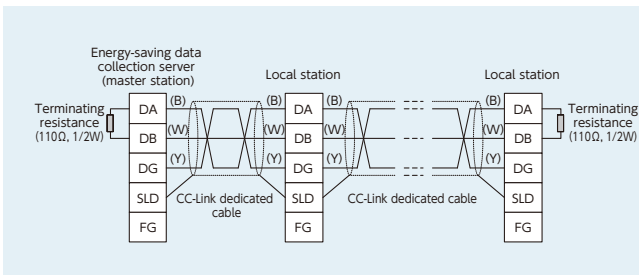 Energy-saving data
collection server
(master station)
Local station
Local station
Terminating
resistance
(110Ω, 1/2W)
DA
DB
DG
SLD
FG
(B)
(W)
(Y)
CC-Link dedicated
cable
(B)
(W)
(Y)
DA
DB
DG
SLD
FG
(B)
(W)
(Y)
CC-Link dedicated cable
(B)
(W)
(Y)
DA
DB
DG
SLD
FG
Terminating
resistance
(110Ω, 1/2W)